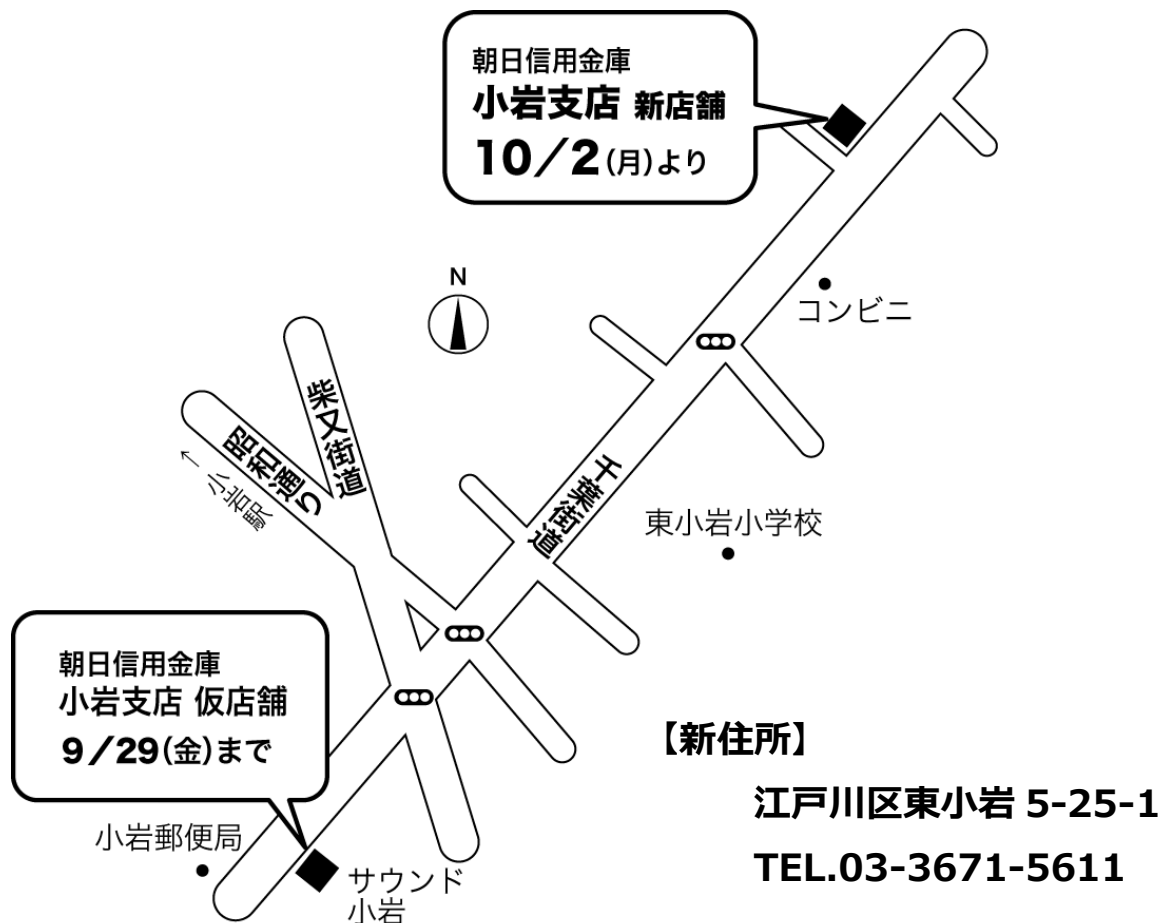 朝日信用金庫
小岩支店 新店舗
10/2(月)より
N
コンビニ
柴又街道
昭和通り
↑小岩駅
千葉街道
東小岩小学校
朝日信用金庫
小岩支店 仮店舗
9/29(金)まで
【新住所】
江戸川区東小岩 5-25-1
TEL.03-3671-5611
小岩郵便局
サウンド
小岩